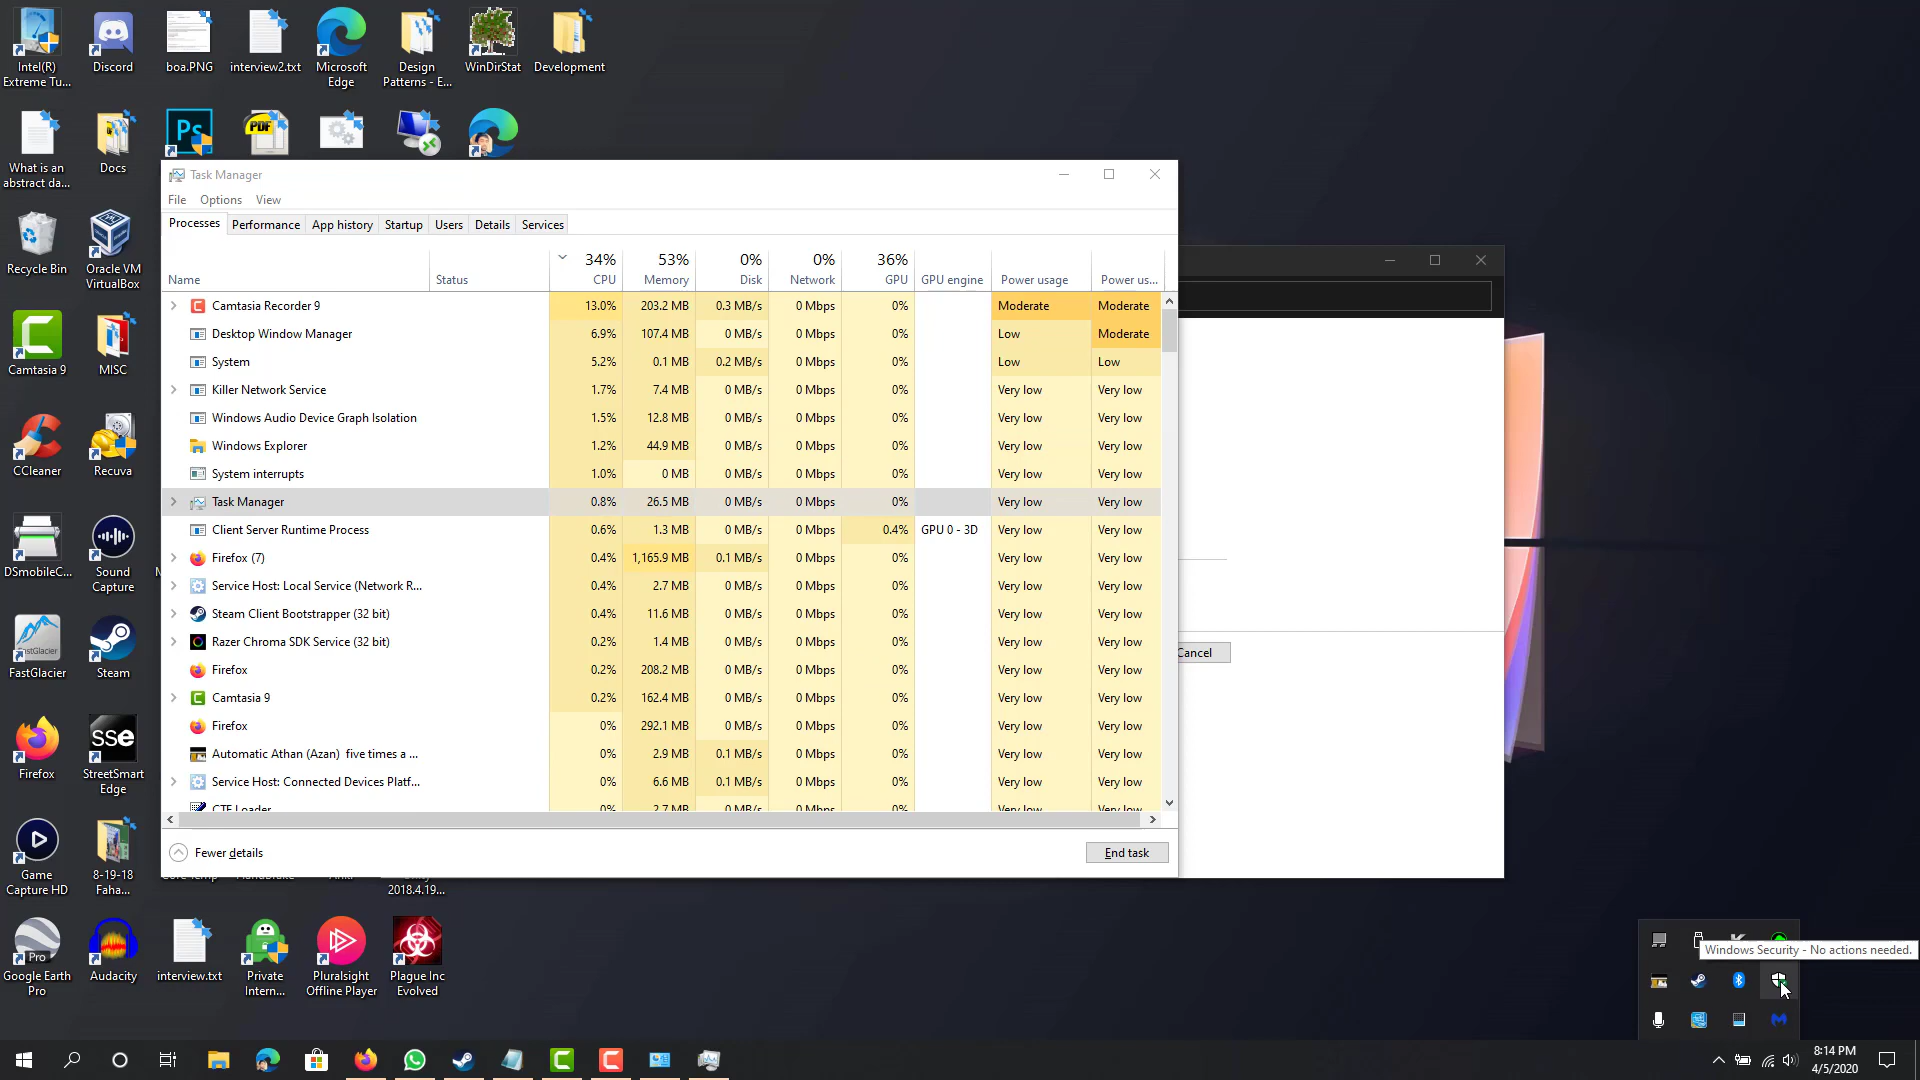 Intel(R)
Extreme Tu...
Discord
boa.PNG
interview2.txt
Microsoft
Edge
Design
Patterns - E...
WinDirStat
Development
What is an
abstract da...
Docs
Ps
PDF
Recycle Bin
Oracle VM
VirtualBox
Camtasia 9
MISC
CCleaner
Recuva
DSmobileC...
Sound
Capture
FastGlacier
FastGlacier
Steam
Firefox
sse
StreetSmart
Edge
Game
Capture HD
8-19-18
Faha...
2018.4.19...
Pro
Google Earth
Pro
Audacity
interview.txt
Private
Intern...
Pluralsight
Offline Player
Plague Inc
Evolved
Task Manager
File Options View
Processes Performance App history Startup Users Details Services
34% 53% 0% 0% 36%
Name Status CPU Memory Disk Network GPU GPU engine Power usage Power us...
Camtasia Recorder 9 13.0% 203.2 MB 0.3 MB/s 0 Mbps 0% Moderate Moderate
Desktop Window Manager 6.9% 107.4 MB 0 MB/s 0 Mbps 0% Low Moderate
System 5.2% 0.1 MB 0.2 MB/s 0 Mbps 0% Low Low
Killer Network Service 1.7% 7.4 MB 0 MB/s 0 Mbps 0% Very low Very low
Windows Audio Device Graph Isolation 1.5% 12.8 MB 0 MB/s 0 Mbps 0% Very low Very low
Windows Explorer 1.2% 44.9 MB 0 MB/s 0 Mbps 0% Very low Very low
System interrupts 1.0% 0 MB 0 MB/s 0 Mbps 0% Very low Very low
Task Manager 0.8% 26.5 MB 0 MB/s 0 Mbps 0% Very low Very low
Client Server Runtime Process 0.6% 1.3 MB 0 MB/s 0 Mbps 0.4% GPU 0 - 3D Very low Very low
Firefox (7) 0.4% 1,165.9 MB 0.1 MB/s 0 Mbps 0% Very low Very low
Service Host: Local Service (Network R... 0.4% 2.7 MB 0 MB/s 0 Mbps 0% Very low Very low
Steam Client Bootstrapper (32 bit) 0.4% 11.6 MB 0 MB/s 0 Mbps 0% Very low Very low
Razer Chroma SDK Service (32 bit) 0.2% 1.4 MB 0 MB/s 0 Mbps 0% Very low Very low
Firefox 0.2% 208.2 MB 0 MB/s 0 Mbps 0% Very low Very low
Camtasia 9 0.2% 162.4 MB 0 MB/s 0 Mbps 0% Very low Very low
Firefox 0% 292.1 MB 0 MB/s 0 Mbps 0% Very low Very low
Automatic Athan (Azan) five times a ... 0% 2.9 MB 0.1 MB/s 0 Mbps 0% Very low Very low
Service Host: Connected Devices Platf... 0% 6.6 MB 0.1 MB/s 0 Mbps 0% Very low Very low
CTF Loader 0% 2.7 MB 0 MB/s 0 Mbps 0% Very low Very low
Fewer details
End task
Cancel
Windows Security - No actions needed.
8:14 PM
4/5/2020